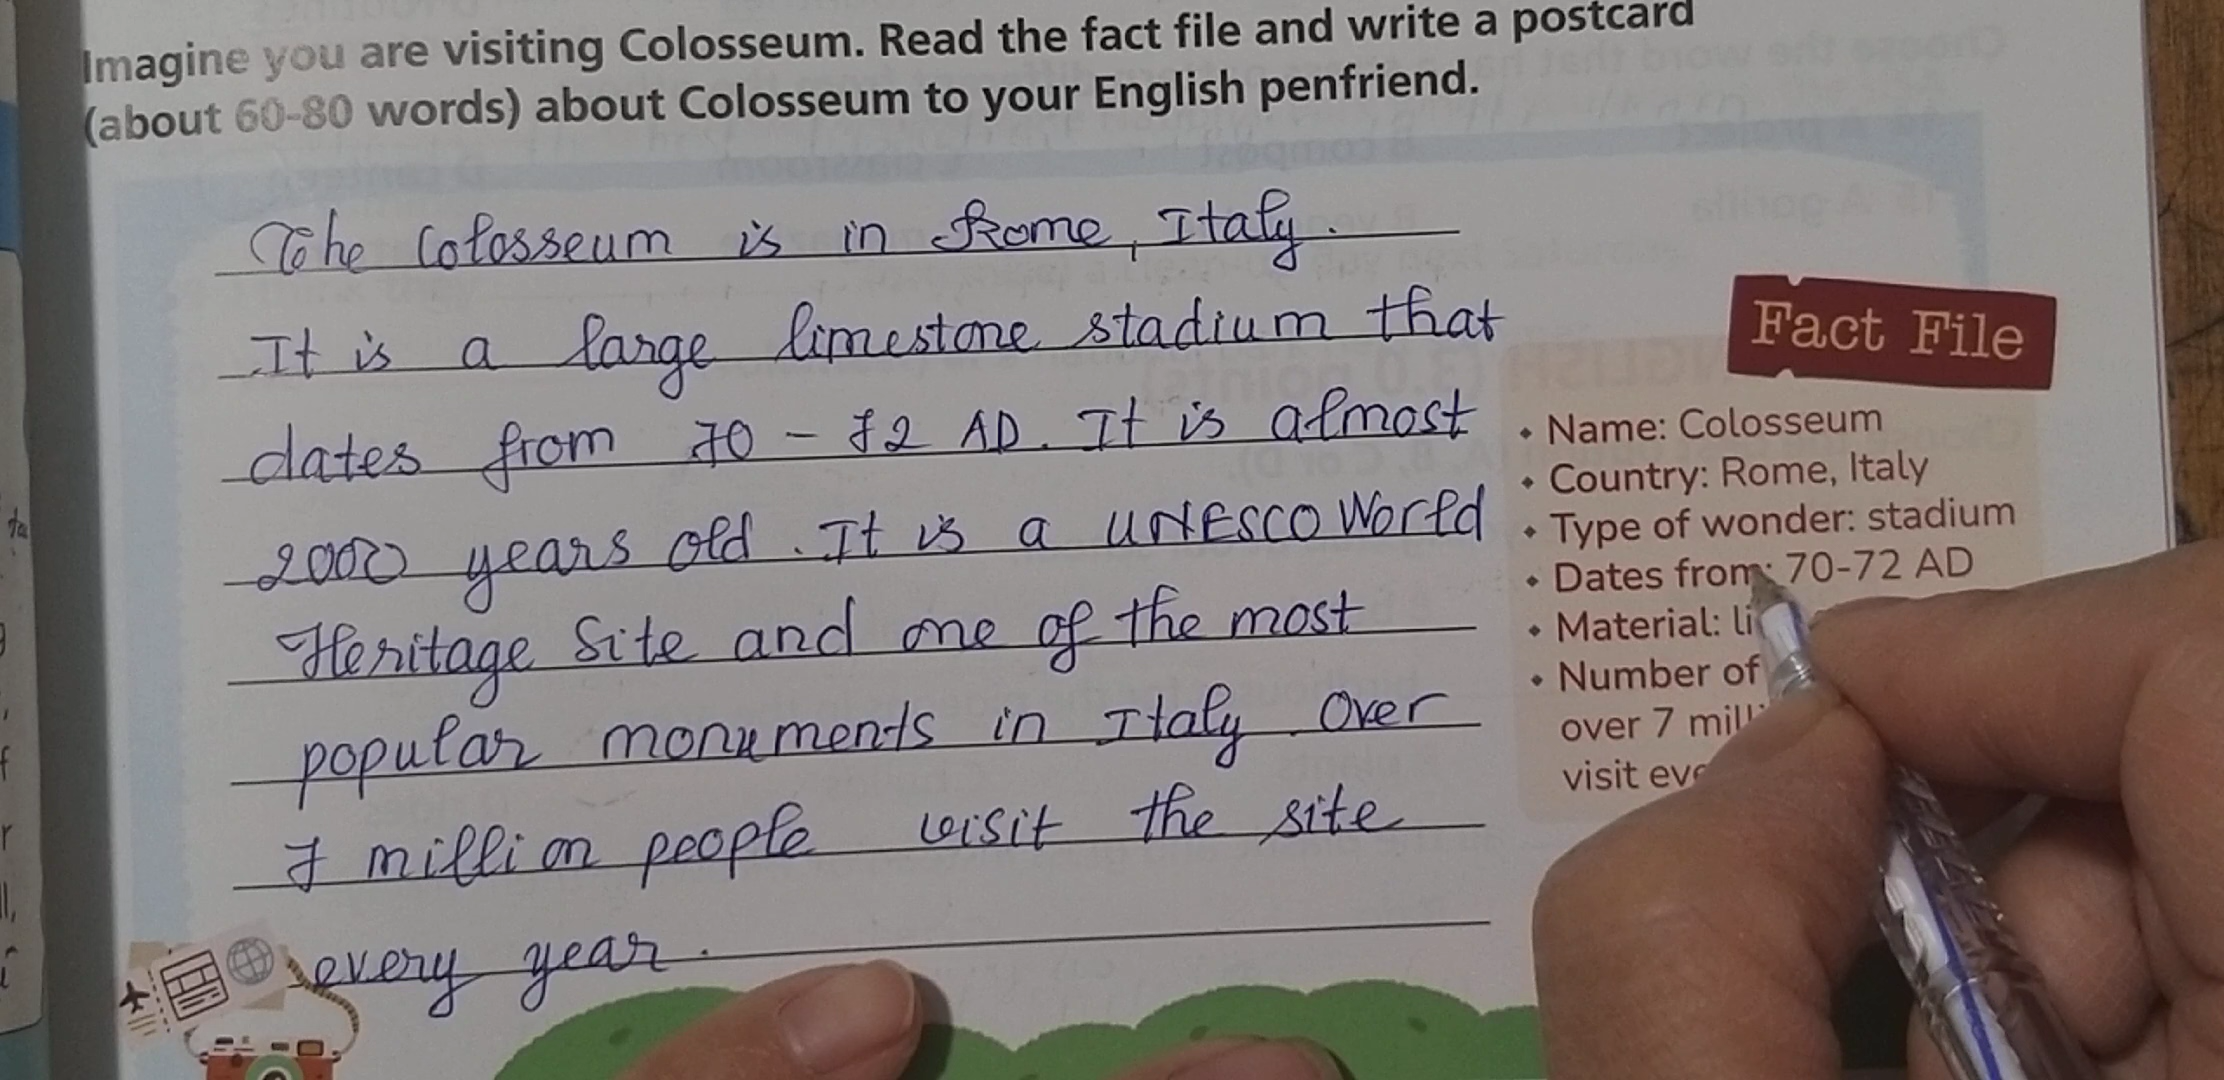 Imagine you are visiting Colosseum. Read the fact file and write a postcard
(about 60-80 words) about Colosseum to your English penfriend.
The Colosseum is in Rome, Italy.
It is a large limestone stadium that
dates from 70 - 72 AD. It is almost
2000 years old. It is a UNESCO World
Heritage Site and one of the most
popular monuments in Italy. Over
7 million people visit the site
every year.
Fact File
• Name: Colosseum
• Country: Rome, Italy
• Type of wonder: stadium
• Dates from: 70-72 AD
• Material:
• Number of
over 7
visit